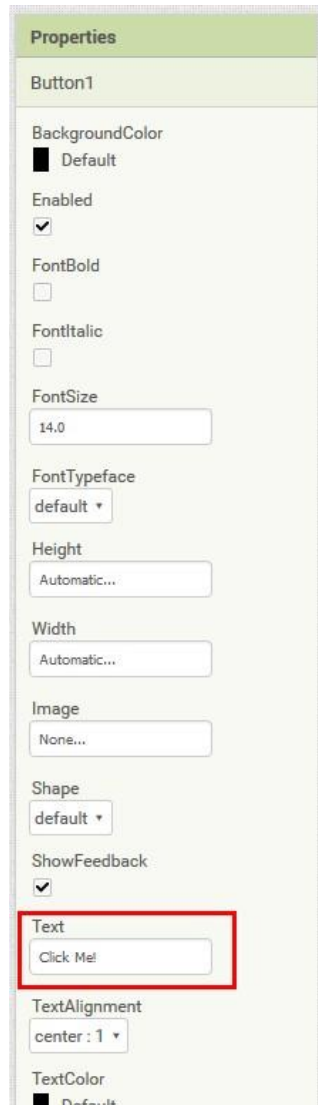 Properties
Button1
BackgroundColor
Default
Enabled
FontBold
FontItalic
FontSize
14.0
FontTypeface
default
Height
Automatic...
Width
Automatic...
Image
None...
Shape
default
ShowFeedback
Text
Click Me!
TextAlignment
center : 1
TextColor
Default